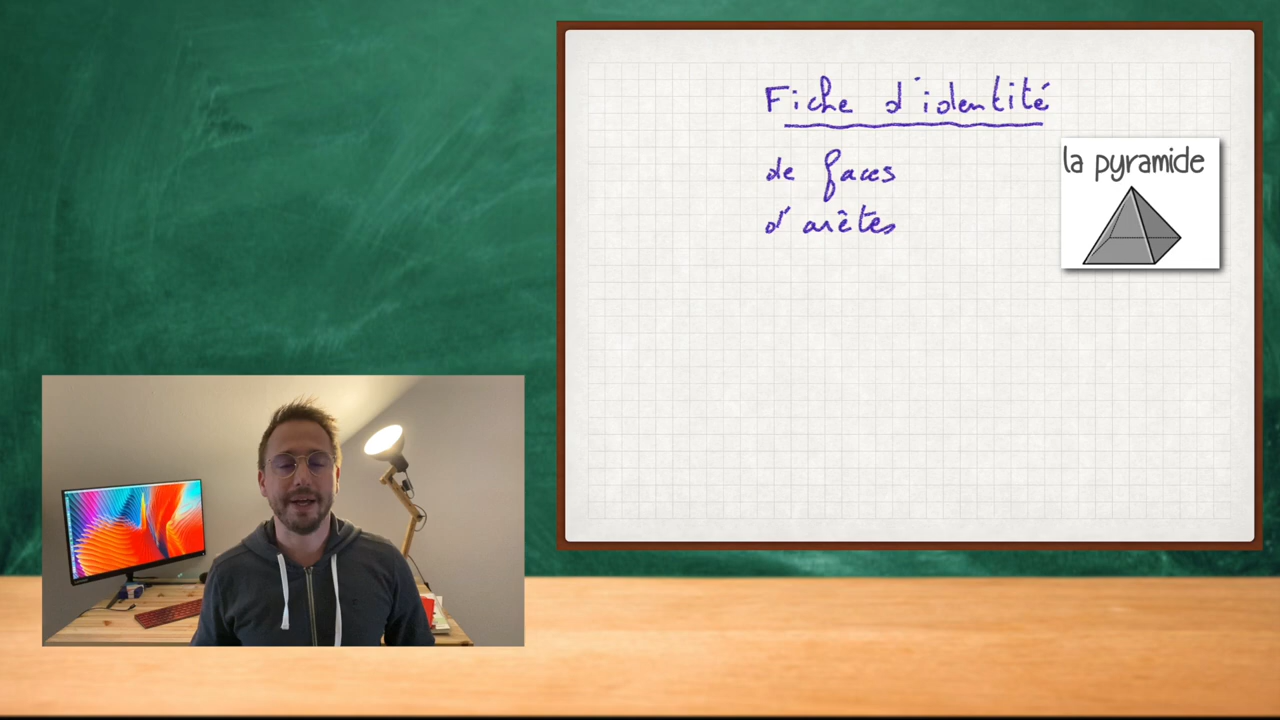 Fiche d'identité
de faces
d'arêtes
la pyramide